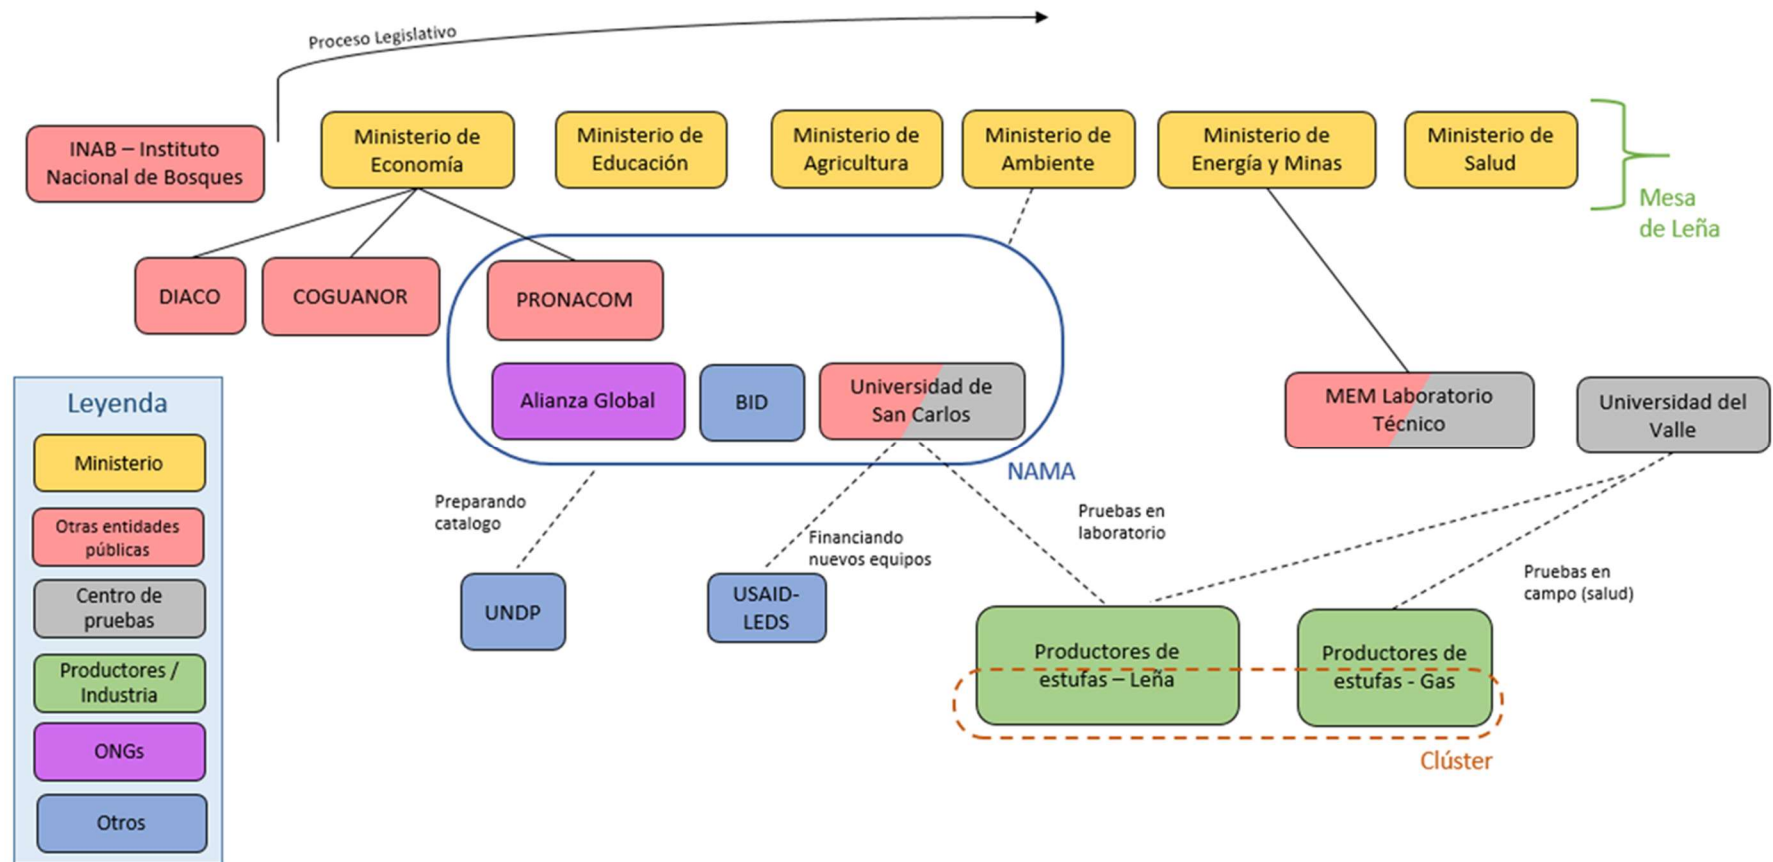 Proceso Legislativo
INAB – Instituto
Nacional de Bosques
Ministerio de
Economía
Ministerio de
Educación
Ministerio de
Agricultura
Ministerio de
Ambiente
Ministerio de
Energía y Minas
Ministerio de
Salud
Mesa
de Leña
DIACO
COGUANOR
PRONACOM
Alianza Global
BID
Universidad de
San Carlos
NAMA
MEM Laboratorio
Técnico
Universidad del
Valle
Leyenda
Ministerio
Otras entidades
públicas
Centro de
pruebas
Productores /
Industria
ONGs
Otros
Preparando
catalogo
Financiando
nuevos equipos
Pruebas en
laboratorio
Pruebas en
campo (salud)
UNDP
USAID-
LEDS
Productores de
estufas – Leña
Productores de
estufas - Gas
Clúster